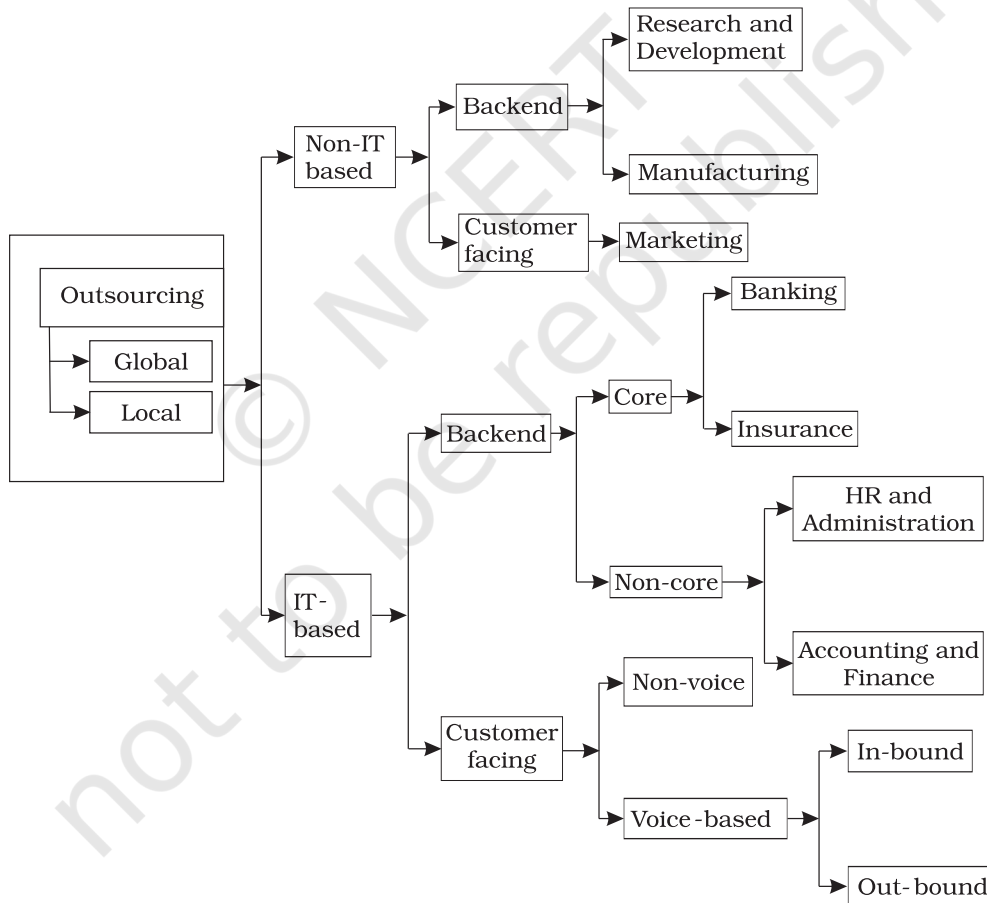 Research and
Development
Backend
Non-IT
based
Manufacturing
Customer
facing
Marketing
Outsourcing
Global
Local
Banking
Core
Insurance
Backend
HR and
Administration
Non-core
IT-
based
Accounting and
Finance
Non-voice
Customer
facing
In-bound
Voice-based
Out-bound
© NCERT
not to be republish